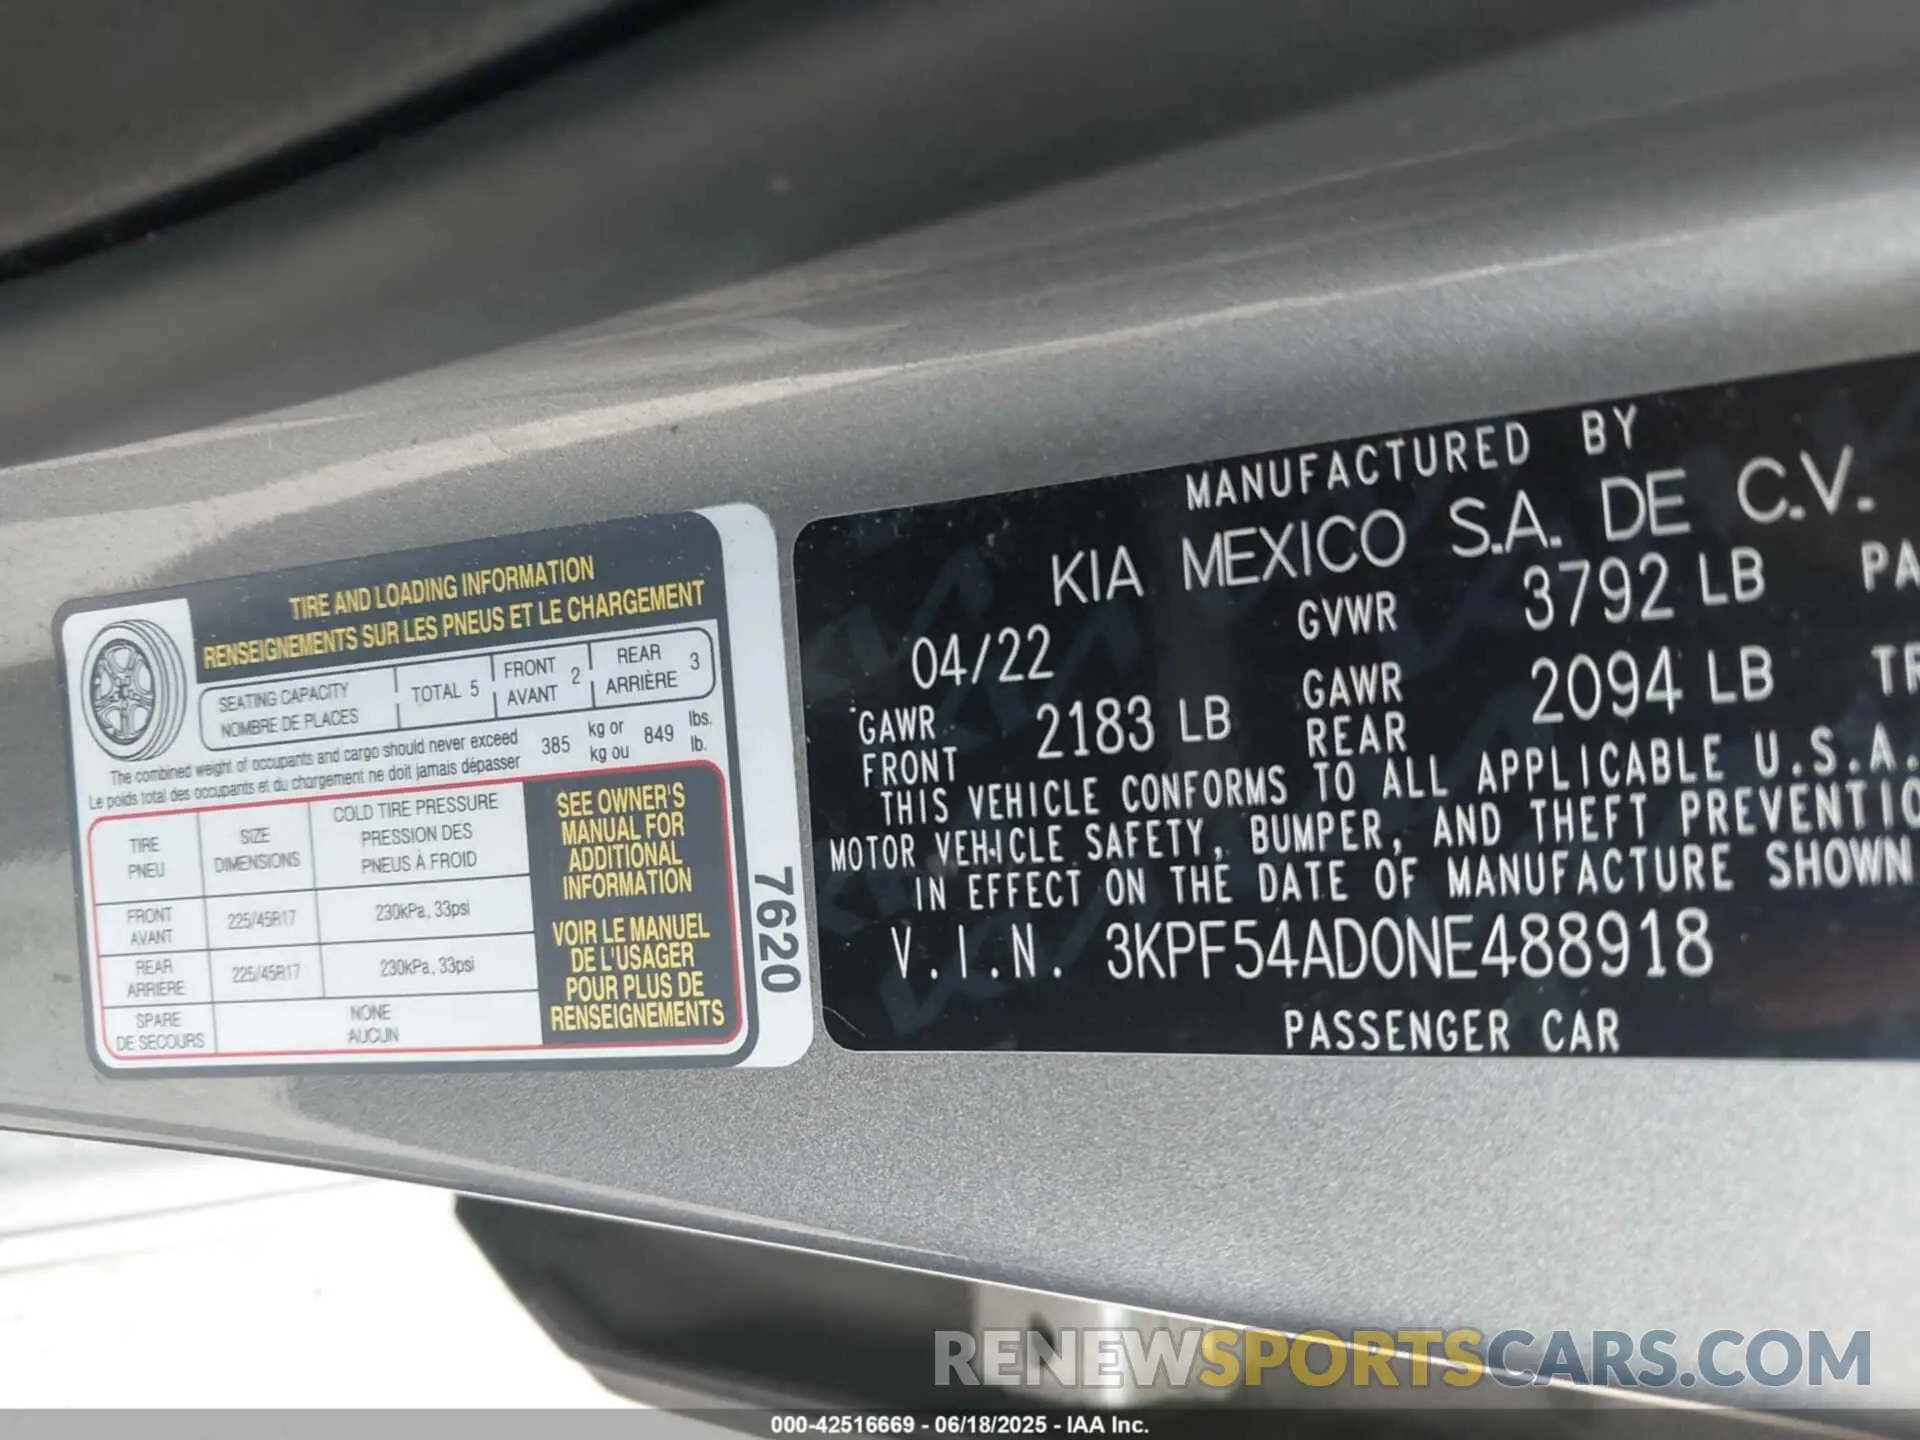 TIRE AND LOADING INFORMATION
RENSEIGNEMENTS SUR LES PNEUS ET LE CHARGEMENT
SEATING CAPACITY
NOMBRE DE PLACES
TOTAL 5
FRONT
AVANT
2
REAR
ARRIÈRE
3
The combined weight of occupants and cargo should never exceed
Le poids total des occupants et du chargement ne doit jamais dépasser
385
kg or
kg ou
849
lbs.
lb.
TIRE
PNEU
SIZE
DIMENSIONS
COLD TIRE PRESSURE
PRESSION DES
PNEUS À FROID
FRONT
AVANT
225/45R17
230kPa, 33psi
REAR
ARRIÈRE
225/45R17
230kPa, 33psi
SPARE
DE SECOURS
NONE
AUCUN
SEE OWNER'S
MANUAL FOR
ADDITIONAL
INFORMATION
VOIR LE MANUEL
DE L'USAGER
POUR PLUS DE
RENSEIGNEMENTS
7620
MANUFACTURED BY
KIA MEXICO S.A. DE C.V.
04/22 GVWR 3792 LB PA
GAWR
FRONT
2183 LB
GAWR
REAR
2094 LB TR
THIS VEHICLE CONFORMS TO ALL APPLICABLE U.S.A.
MOTOR VEHICLE SAFETY, BUMPER, AND THEFT PREVENTIO
IN EFFECT ON THE DATE OF MANUFACTURE SHOWN
V.I.N. 3KPF54AD0NE488918
PASSENGER CAR
RENEWSPORTSCARS.COM
000-42516669 - 06/18/2025 - IAA Inc.